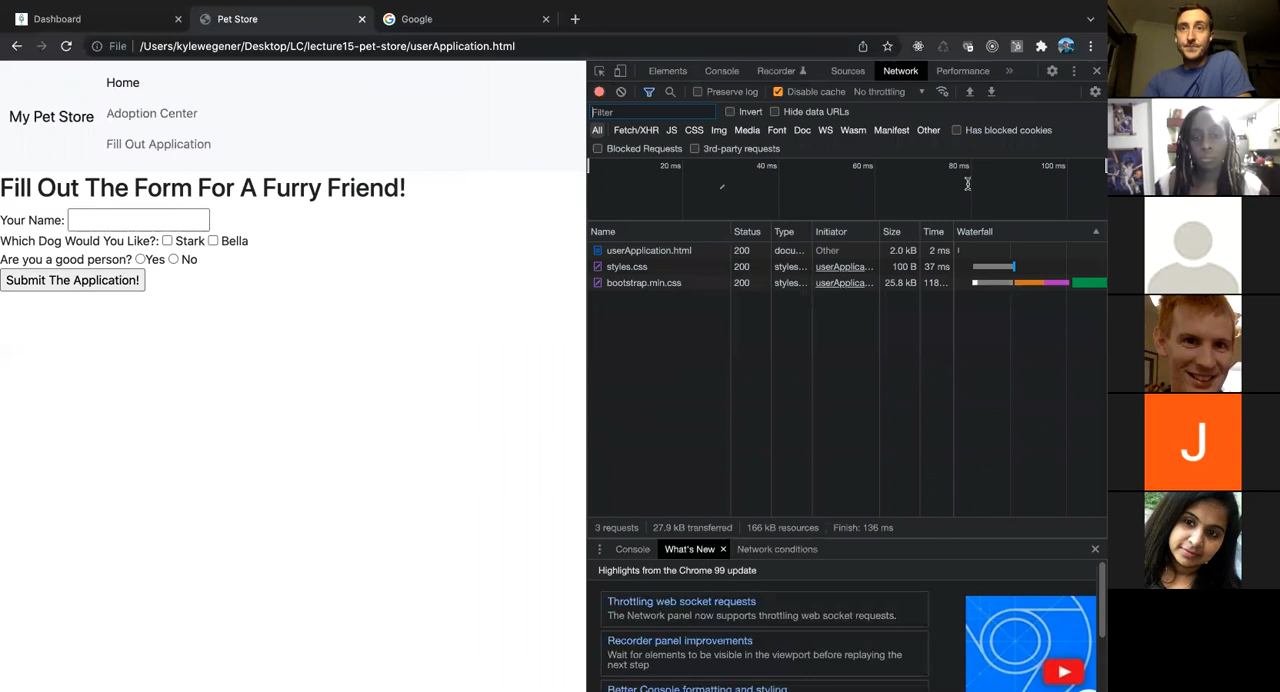 Dashboard
Pet Store
Google
File /Users/kylewegener/Desktop/LC/lecture15-pet-store/userApplication.html
My Pet Store
Home
Adoption Center
Fill Out Application
Fill Out The Form For A Furry Friend!
Your Name:
Which Dog Would You Like?: Stark Bella
Are you a good person? Yes No
Submit The Application!
Elements Console Recorder Sources Network Performance »
Preserve log Disable cache No throttling
Filter Invert Hide data URLs
All Fetch/XHR JS CSS Img Media Font Doc WS Wasm Manifest Other Has blocked cookies
Blocked Requests 3rd-party requests
20 ms 40 ms 60 ms 80 ms 100 ms
Name Status Type Initiator Size Time Waterfall
userApplication.html 200 docu... Other 2.0 kB 2 ms
styles.css 200 styles... userApplica... 100 B 37 ms
bootstrap.min.css 200 styles... userApplica... 25.8 kB 118...
3 requests 27.9 kB transferred 166 kB resources Finish: 136 ms
Console What's New Network conditions
Highlights from the Chrome 99 update
Throttling web socket requests
The Network panel now supports throttling web socket requests.
Recorder panel improvements
Wait for elements to be visible in the viewport before replaying the
next step
Better Console formatting and styling
J